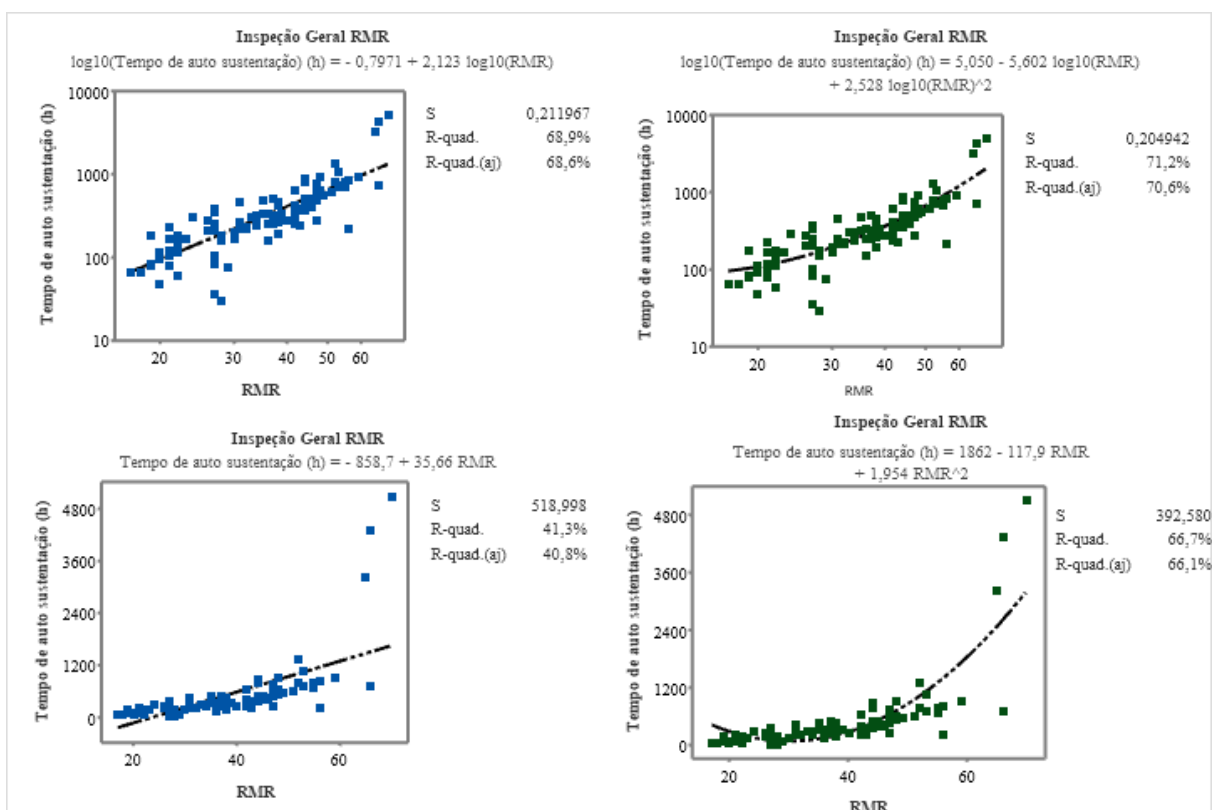 Inspeção Geral RMR
log10(Tempo de auto sustentação) (h) = - 0,7971 + 2,123 log10(RMR)
10000
1000
100
10
Tempo de auto sustentação (h)
20 30 40 50 60
RMR
S 0,211967
R-quad. 68,9%
R-quad.(aj) 68,6%
Inspeção Geral RMR
log10(Tempo de auto sustentação) (h) = 5,050 - 5,602 log10(RMR)
+ 2,528 log10(RMR)^2
10000
1000
100
10
Tempo de auto sustentação (h)
20 30 40 50 60
RMR
S 0,204942
R-quad. 71,2%
R-quad.(aj) 70,6%
Inspeção Geral RMR
Tempo de auto sustentação (h) = - 858,7 + 35,66 RMR
4800
3600
2400
1200
0
Tempo de auto sustentação (h)
20 40 60
RMR
S 518,998
R-quad. 41,3%
R-quad.(aj) 40,8%
Inspeção Geral RMR
Tempo de auto sustentação (h) = 1862 - 117,9 RMR
+ 1,954 RMR^2
4800
3600
2400
1200
0
Tempo de auto sustentação (h)
20 40 60
RMR
S 392,580
R-quad. 66,7%
R-quad.(aj) 66,1%